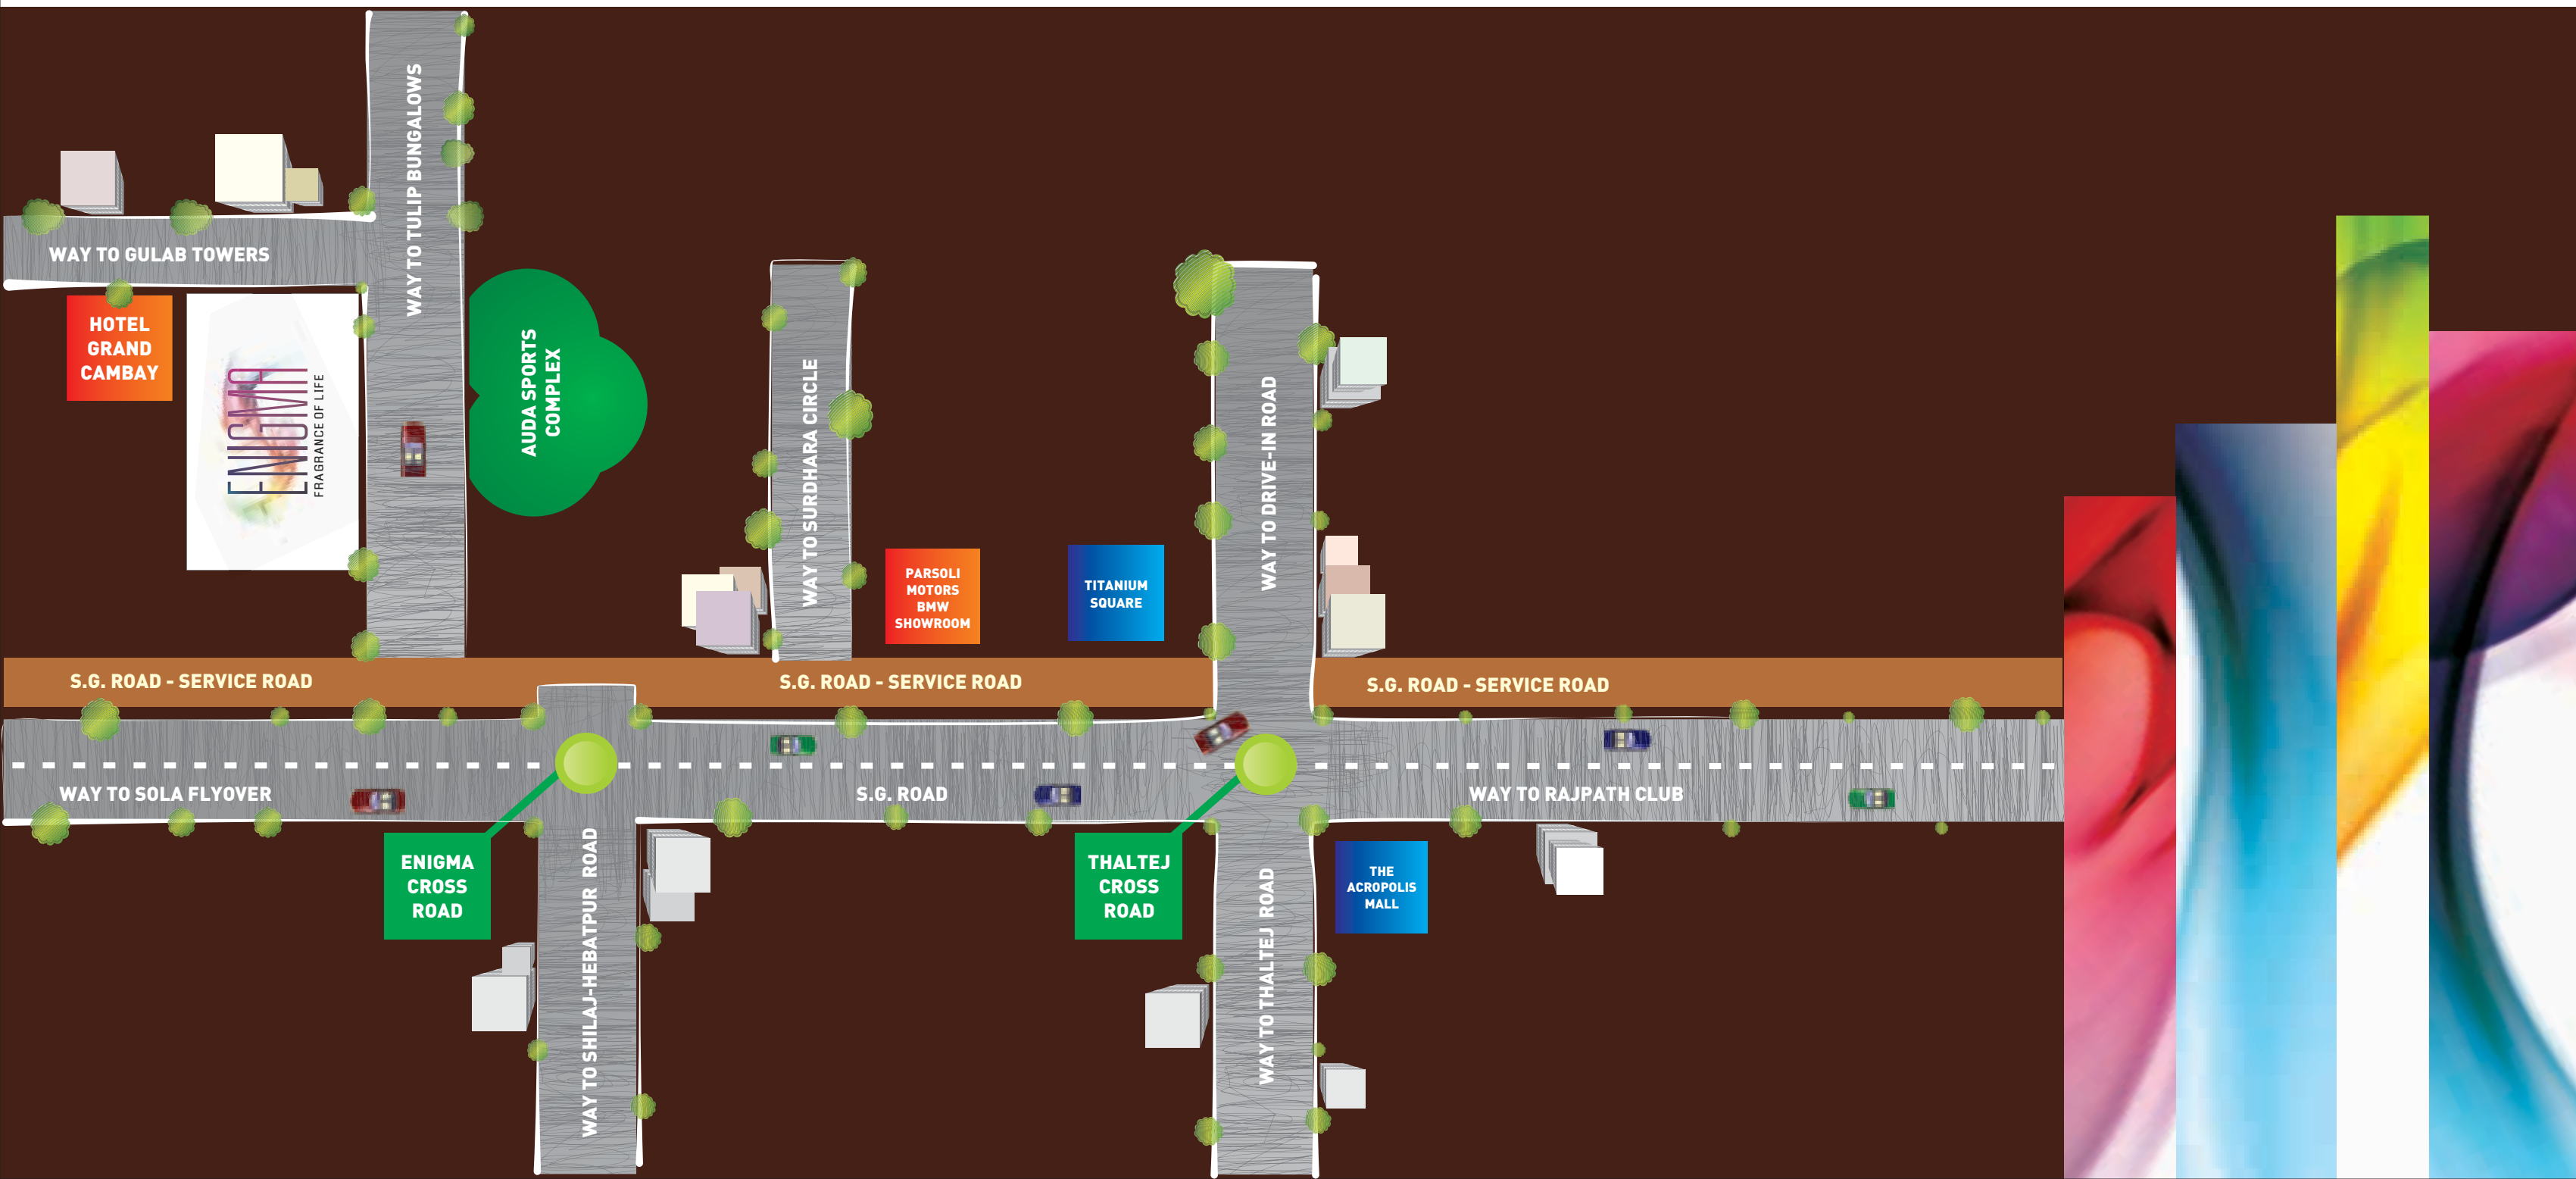 WAY TO TULIP BUNGALOWS
WAY TO GULAB TOWERS
HOTEL
GRAND
CAMBAY
ENIGMA
FRAGRANCE OF LIFE
AUDA SPORTS
COMPLEX
WAY TO SURDHARA CIRCLE
PARSOLI
MOTORS
BMW
SHOWROOM
TITANIUM
SQUARE
WAY TO DRIVE-IN ROAD
S.G. ROAD - SERVICE ROAD
S.G. ROAD - SERVICE ROAD
S.G. ROAD - SERVICE ROAD
WAY TO SOLA FLYOVER
S.G. ROAD
WAY TO RAJPATH CLUB
ENIGMA
CROSS
ROAD
WAY TO SHILAJ-HEBATPUR ROAD
THALTEJ
CROSS
ROAD
WAY TO THALTEJ ROAD
THE
ACROPOLIS
MALL